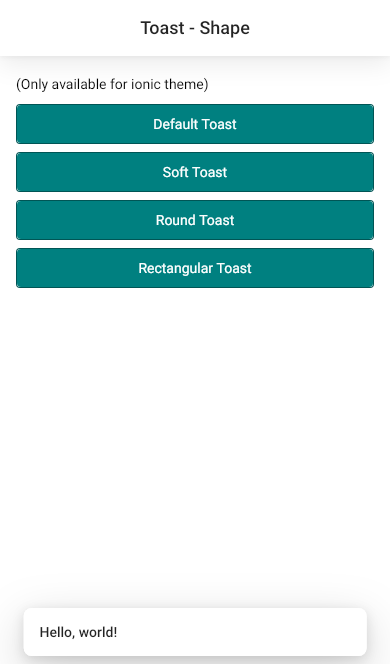 Toast - Shape
(Only available for ionic theme)
Default Toast
Soft Toast
Round Toast
Rectangular Toast
Hello, world!